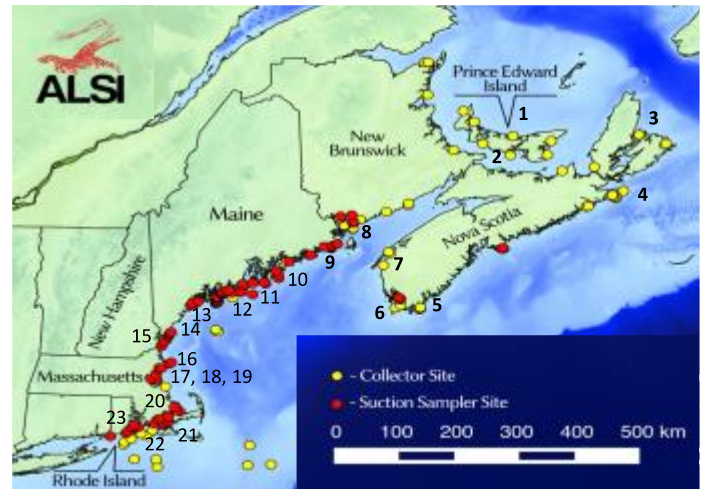 ALSI
Prince Edward
Island
1
3
2
New
Brunswick
4
Maine
8
Nova Scotia
9
7
10
11
New Hampshire
12
13
6
5
14
15
16
Massachusetts
17, 18, 19
- Collector Site
20
- Suction Sampler Site
23
21
22
0 100 200 300 400 500 km
Rhode Island